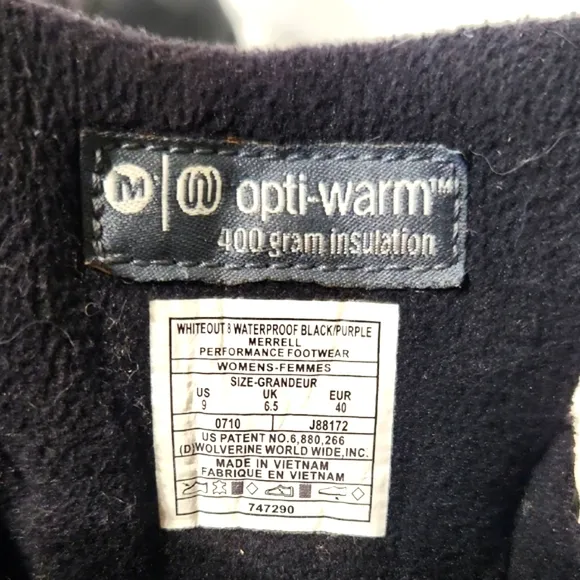 M opti-warm™
400 gram insulation
WHITEOUT 8 WATERPROOF BLACK/PURPLE
MERRELL
PERFORMANCE FOOTWEAR
WOMENS-FEMMES
SIZE-GRANDEUR
US UK EUR
9 6.5 40
0710 J88172
US PATENT NO.6,880,266
(D)WOLVERINE WORLD WIDE,INC.
MADE IN VIETNAM
FABRIQUE EN VIETNAM
747290